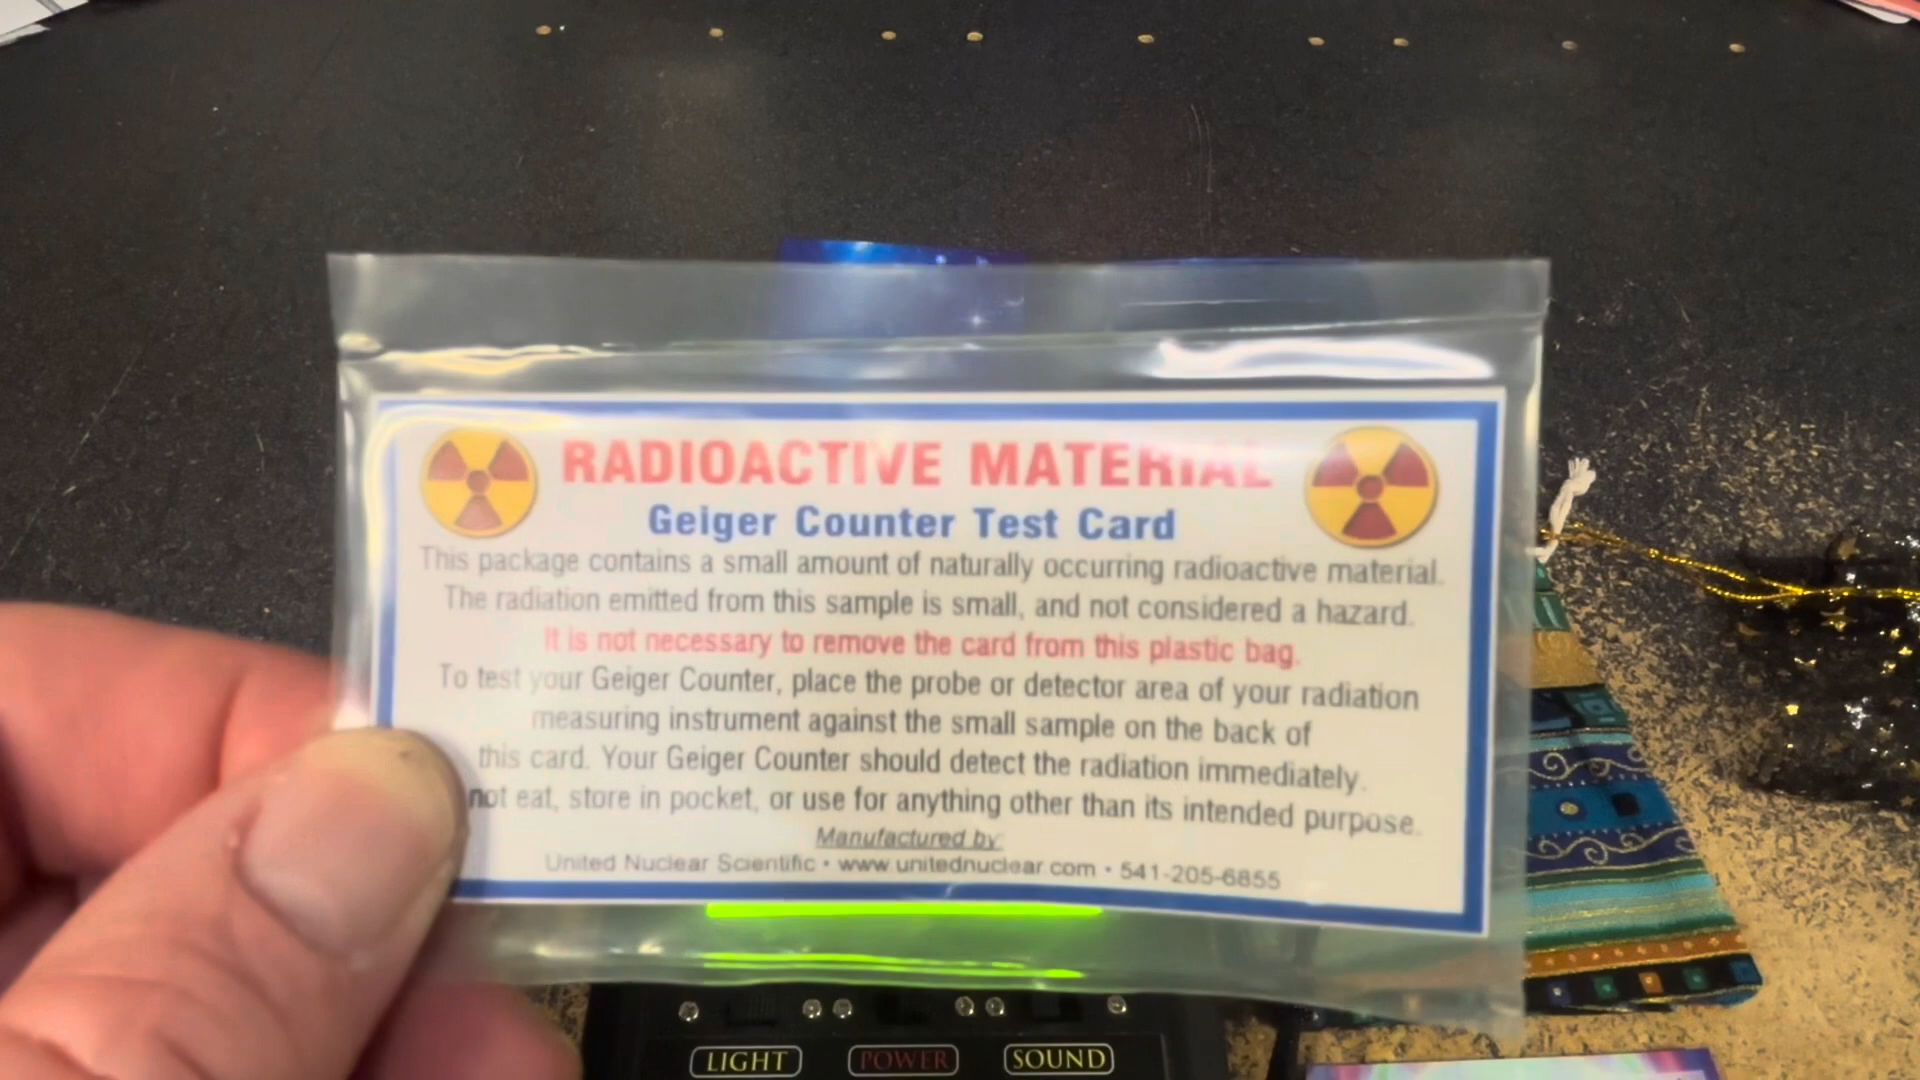 RADIOACTIVE MATERIAL
Geiger Counter Test Card
This package contains a small amount of naturally occurring radioactive material.
The radiation emitted from this sample is small, and not considered a hazard.
It is not necessary to remove the card from this plastic bag.
To test your Geiger Counter, place the probe or detector area of your radiation
measuring instrument against the small sample on the back of
this card. Your Geiger Counter should detect the radiation immediately.
not eat, store in pocket, or use for anything other than its intended purpose.
Manufactured by:
United Nuclear Scientific • www.unitednuclear.com • 541-205-6855
LIGHT POWER SOUND